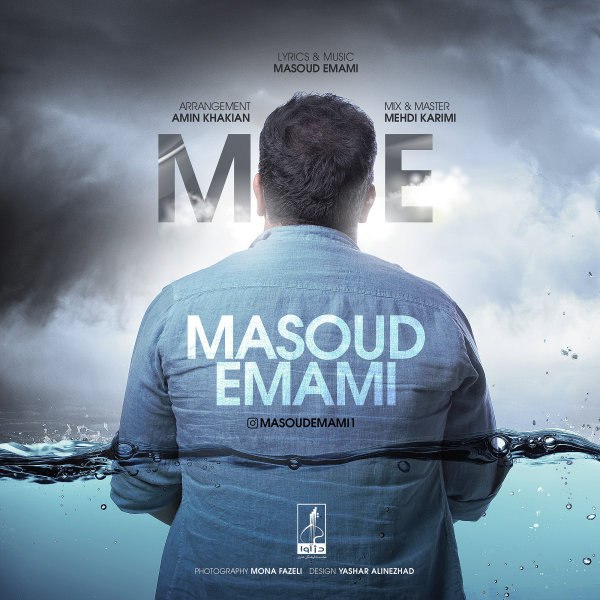 LYRICS & MUSIC
MASOUD EMAMI
ARRANGEMENT
AMIN KHAKIAN
MIX & MASTER
MEHDI KARIMI
M E
MASOUD
EMAMI
MASOUDEMAMI1
دژآوا
PHOTOGRAPHY MONA FAZELI DESIGN YASHAR ALINEZHAD